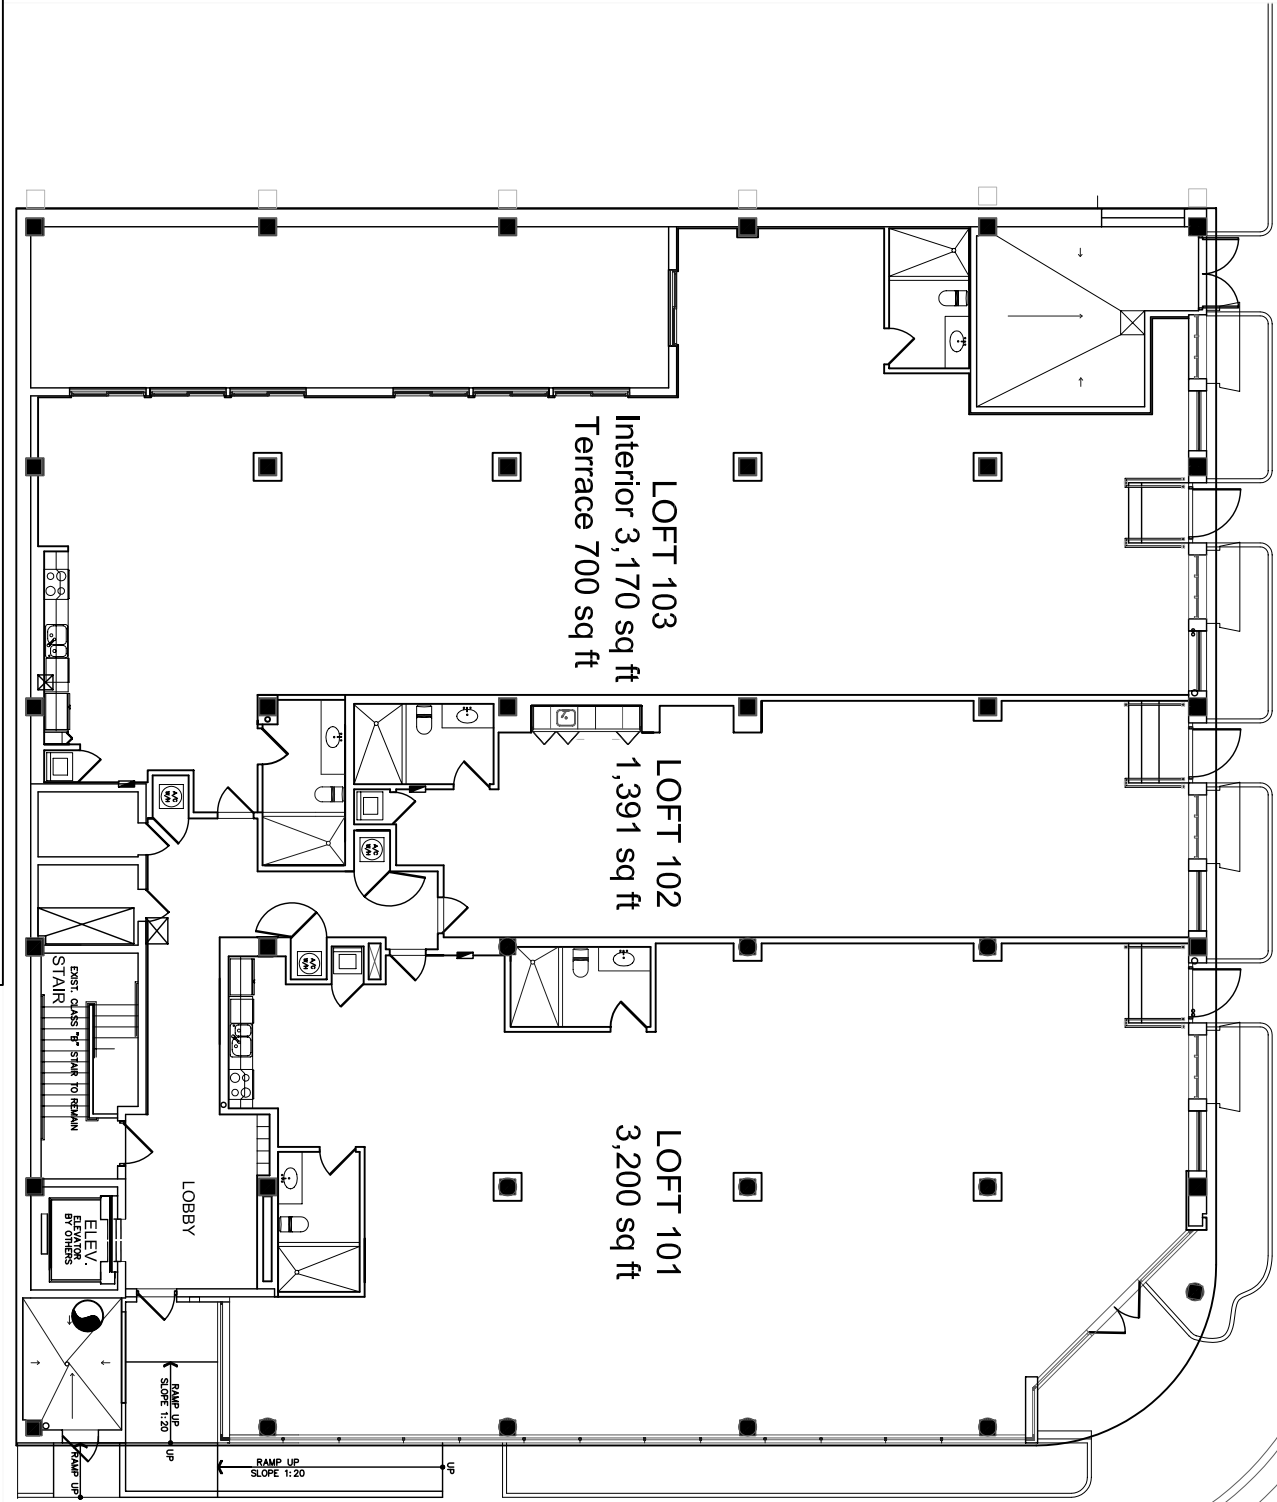 LOFT 103
Interior 3,170 sq ft
Terrace 700 sq ft
LOFT 102
1,391 sq ft
LOFT 101
3,200 sq ft
A/C
W/H
A/C
W/H
A/C
W/H
EXIST. CLASS "B" STAIR TO REMAIN
STAIR
LOBBY
ELEV.
ELEVATOR
BY OTHERS
RAMP UP
SLOPE 1:20
UP
RAMP UP
SLOPE 1:20
UP
RAMP UP